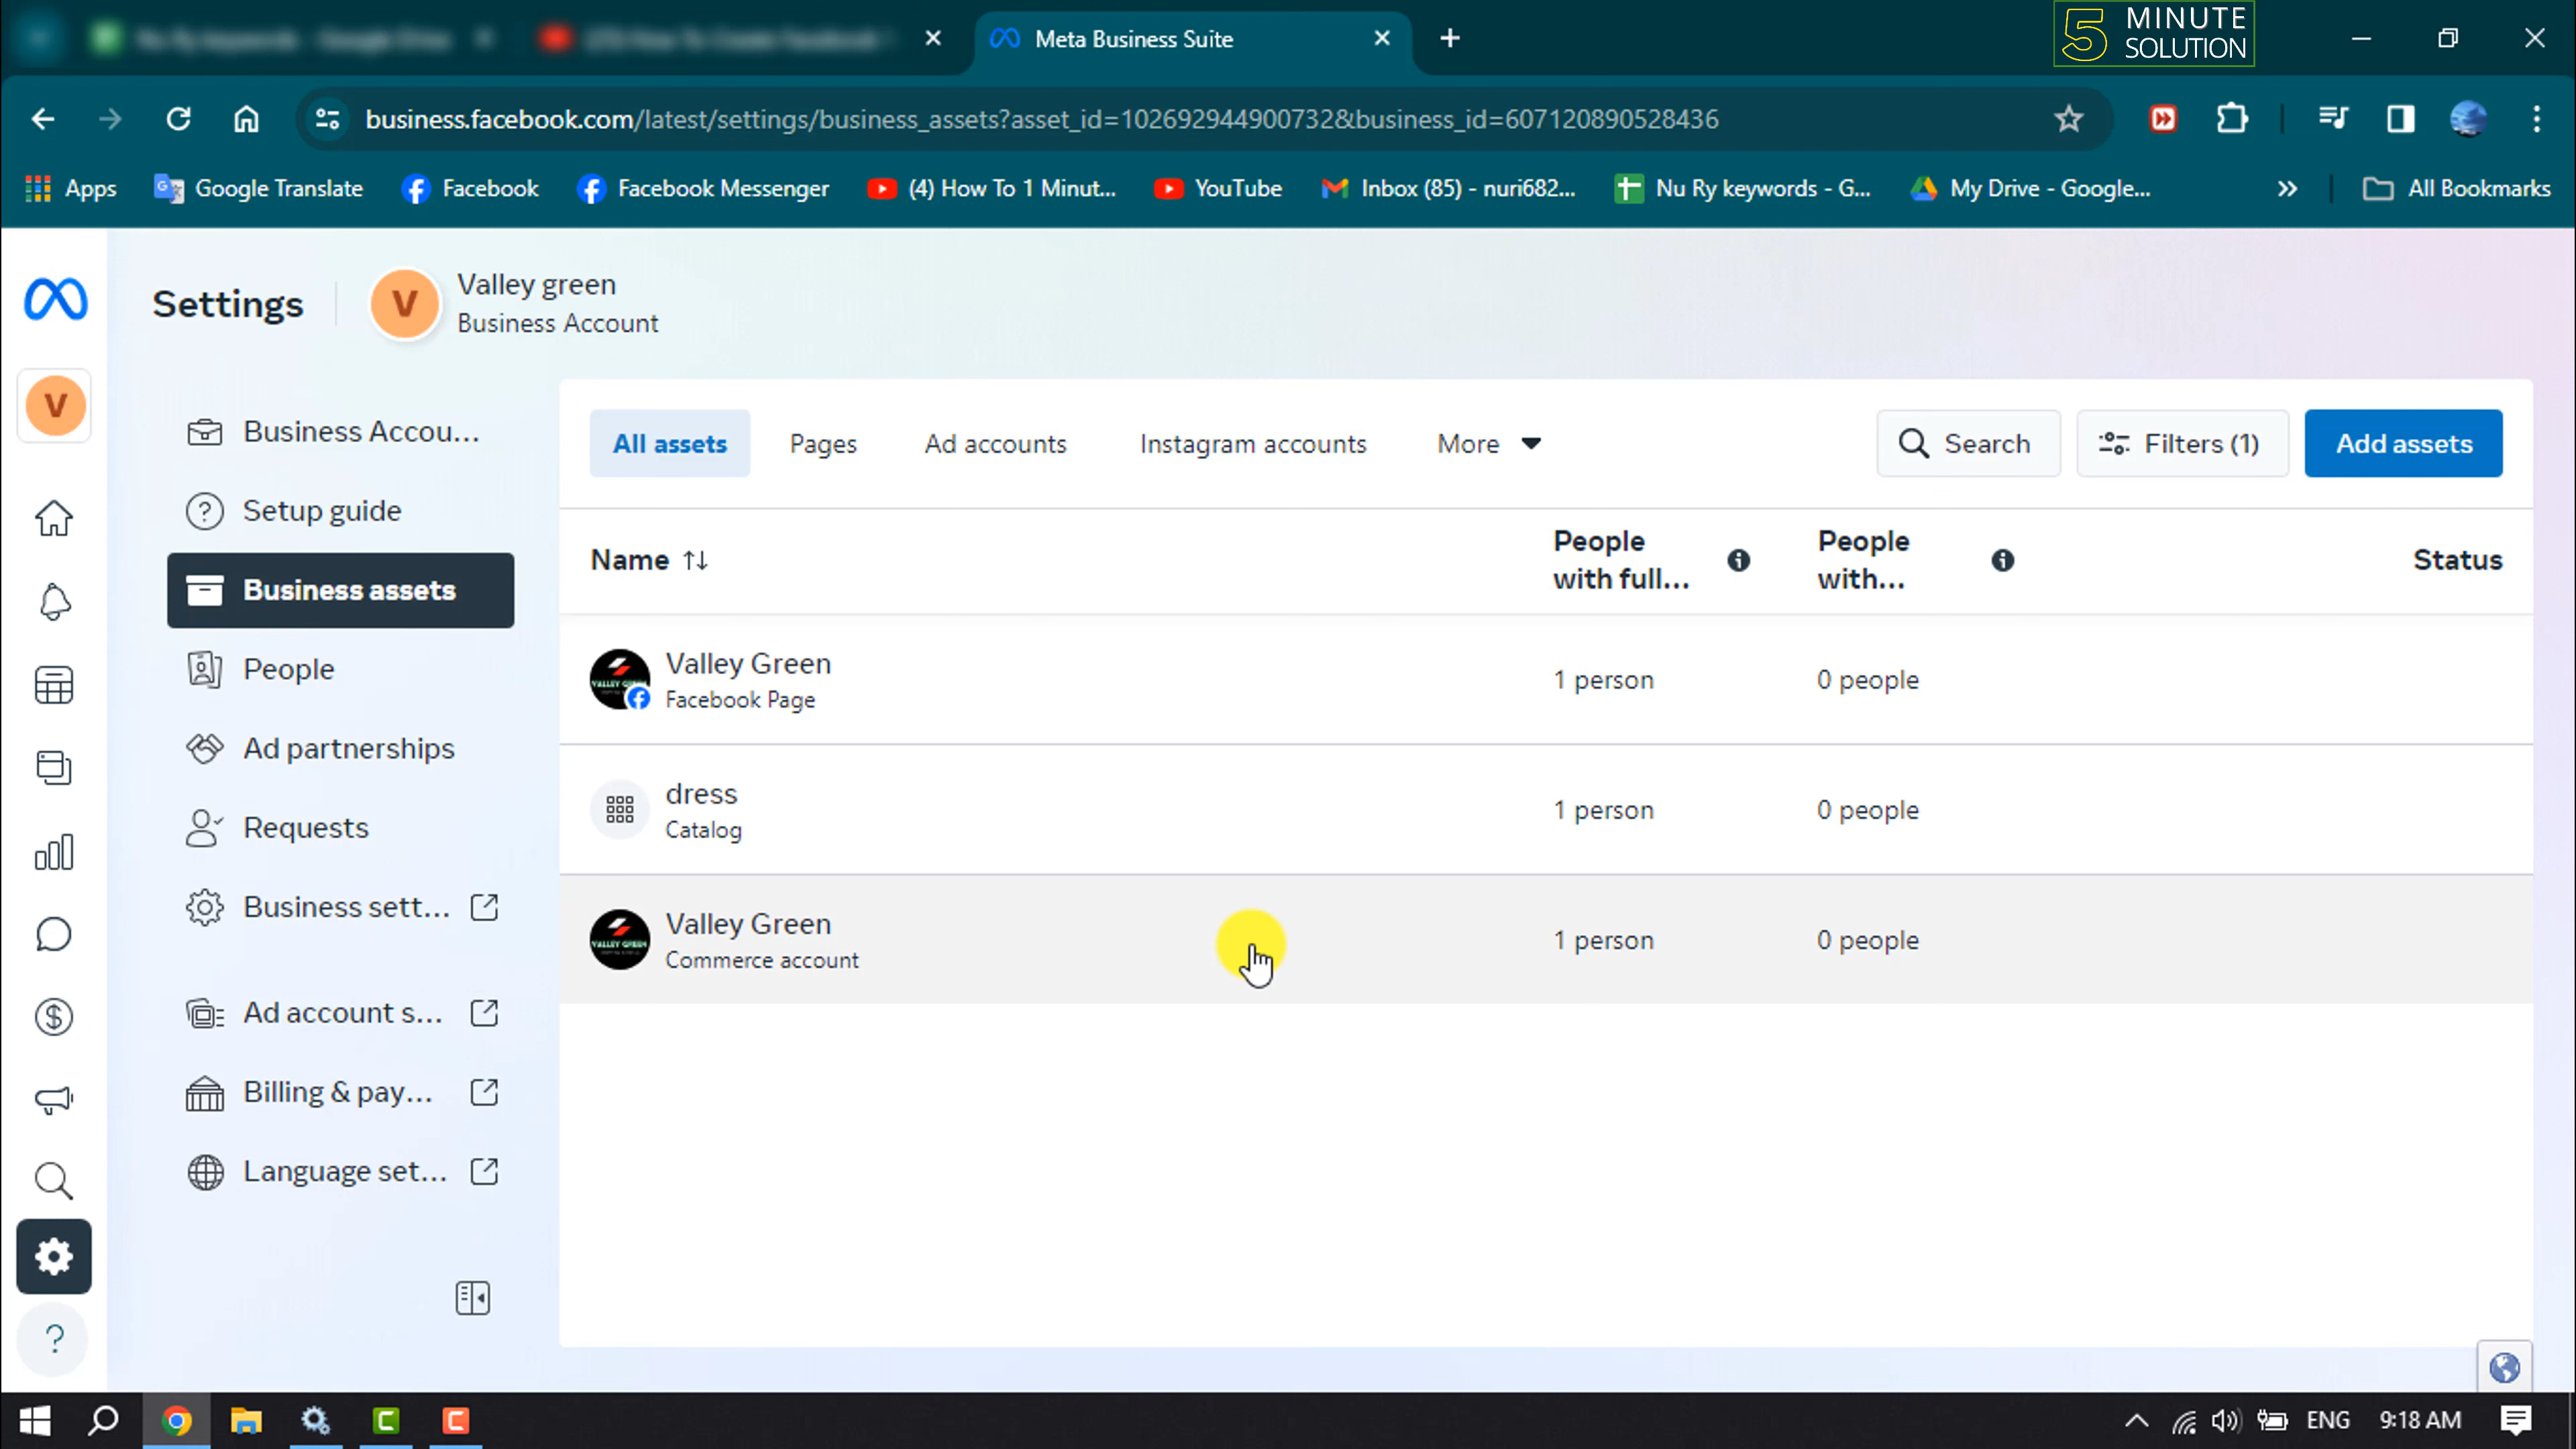 Meta Business Suite
5 MINUTE
SOLUTION
business.facebook.com/latest/settings/business_assets?asset_id=102692944900732&business_id=607120890528436
Apps
Google Translate
Facebook
Facebook Messenger
(4) How To 1 Minut...
YouTube
Inbox (85) - nuri682...
Nu Ry keywords - G...
My Drive - Google...
All Bookmarks
Settings
V
Valley green
Business Account
V
Business Accou...
Setup guide
Business assets
People
Ad partnerships
Requests
Business sett...
Ad account s...
Billing & pay...
Language set...
All assets
Pages
Ad accounts
Instagram accounts
More
Search
Filters (1)
Add assets
Name
People
with full...
People
with...
Status
Valley Green
Facebook Page
1 person
0 people
dress
Catalog
1 person
0 people
VALLEY GREEN
Valley Green
Commerce account
1 person
0 people
ENG
9:18 AM